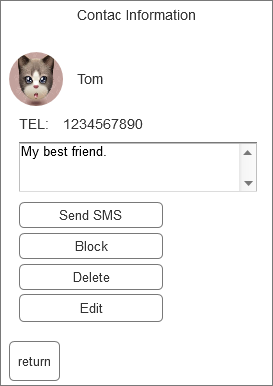 Contac Information
Tom
TEL: 1234567890
My best friend.
Send SMS
Block
Delete
Edit
return